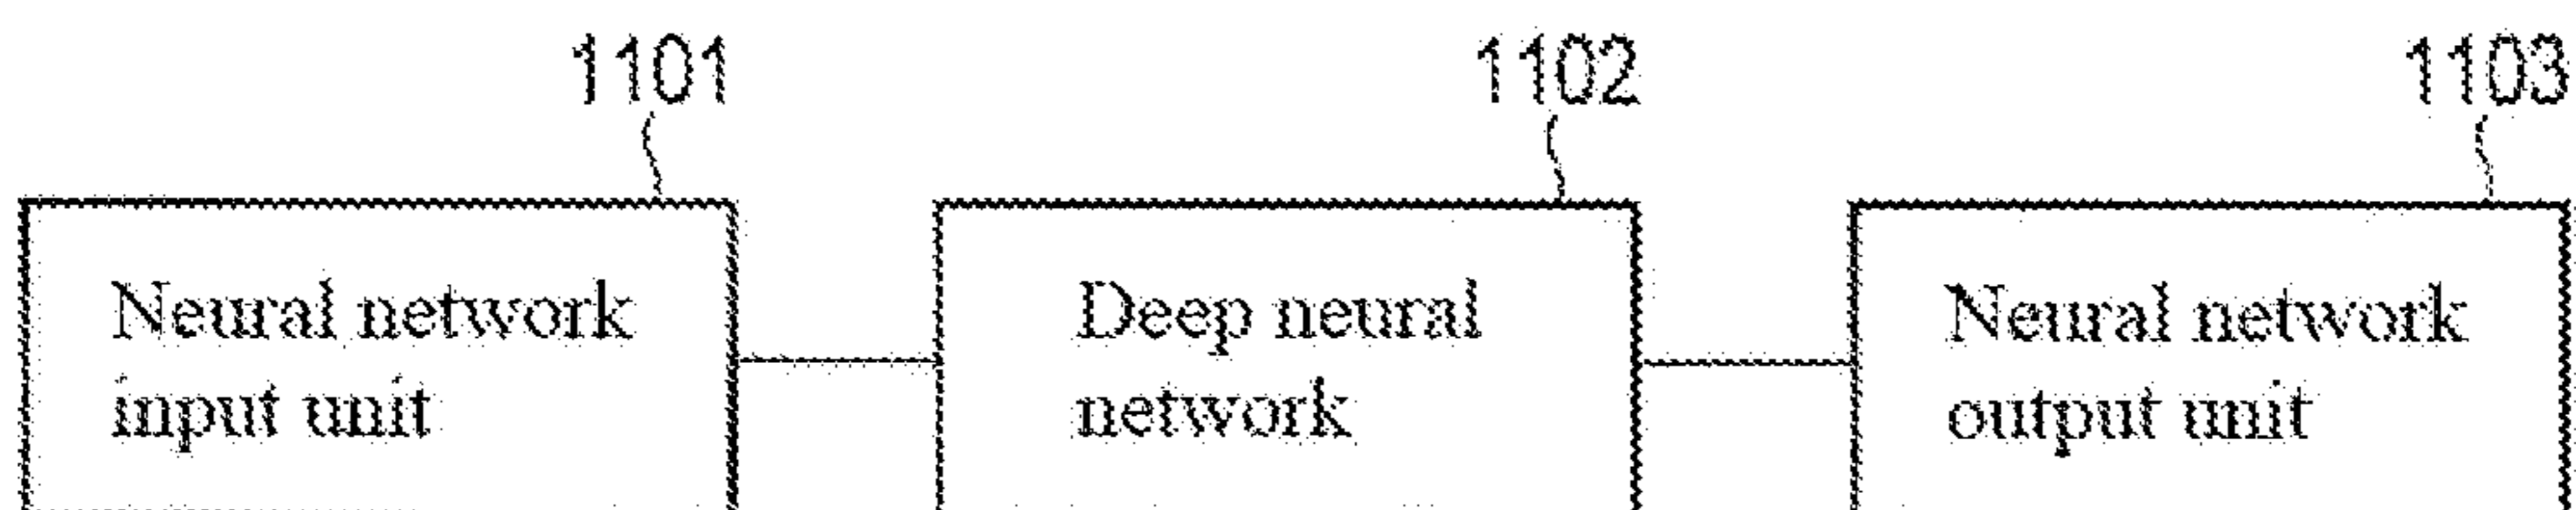 1101
1102
1103
Neural network
input unit
Deep neural
network
Neural network
output unit